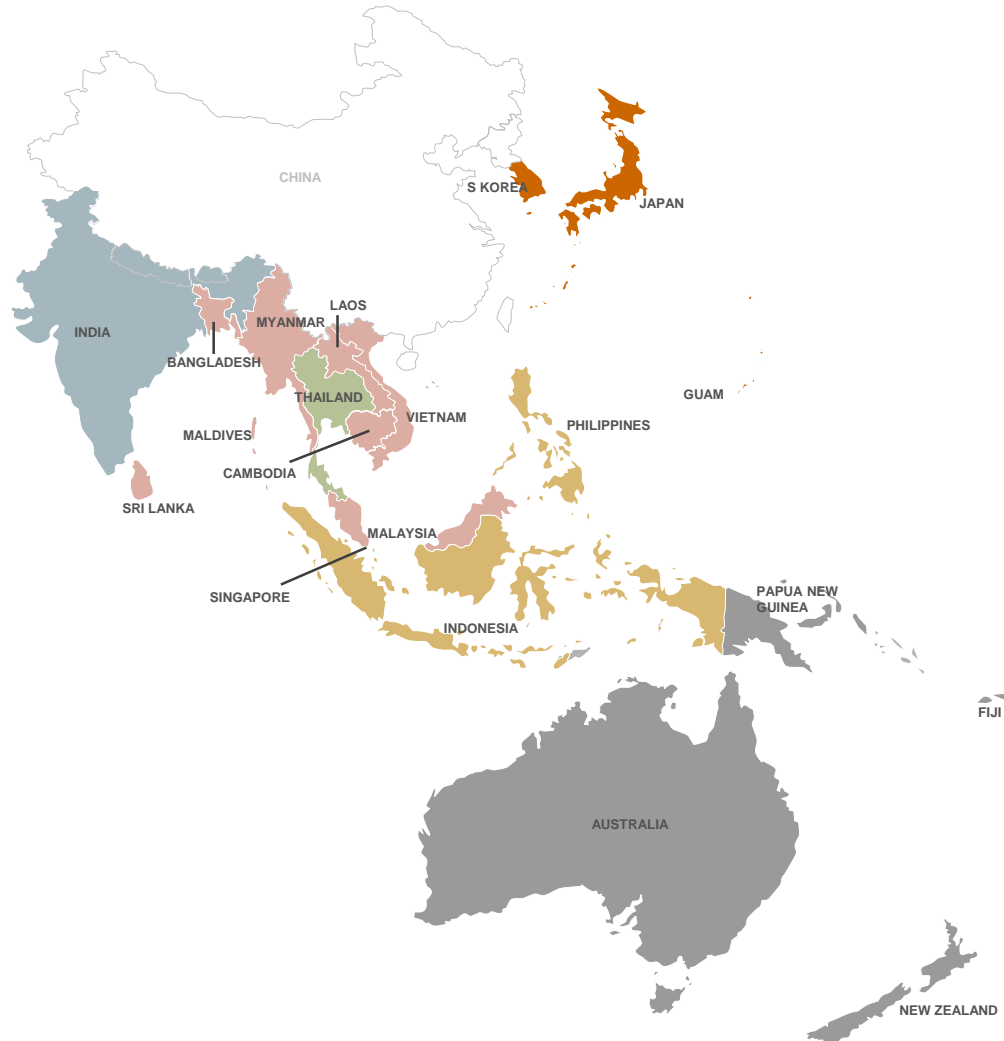 CHINA
S KOREA
JAPAN
LAOS
MYANMAR
INDIA
BANGLADESH
THAILAND
GUAM
VIETNAM
PHILIPPINES
MALDIVES
CAMBODIA
SRI LANKA
MALAYSIA
SINGAPORE
PAPUA NEW
GUINEA
INDONESIA
FIJI
AUSTRALIA
NEW ZEALAND